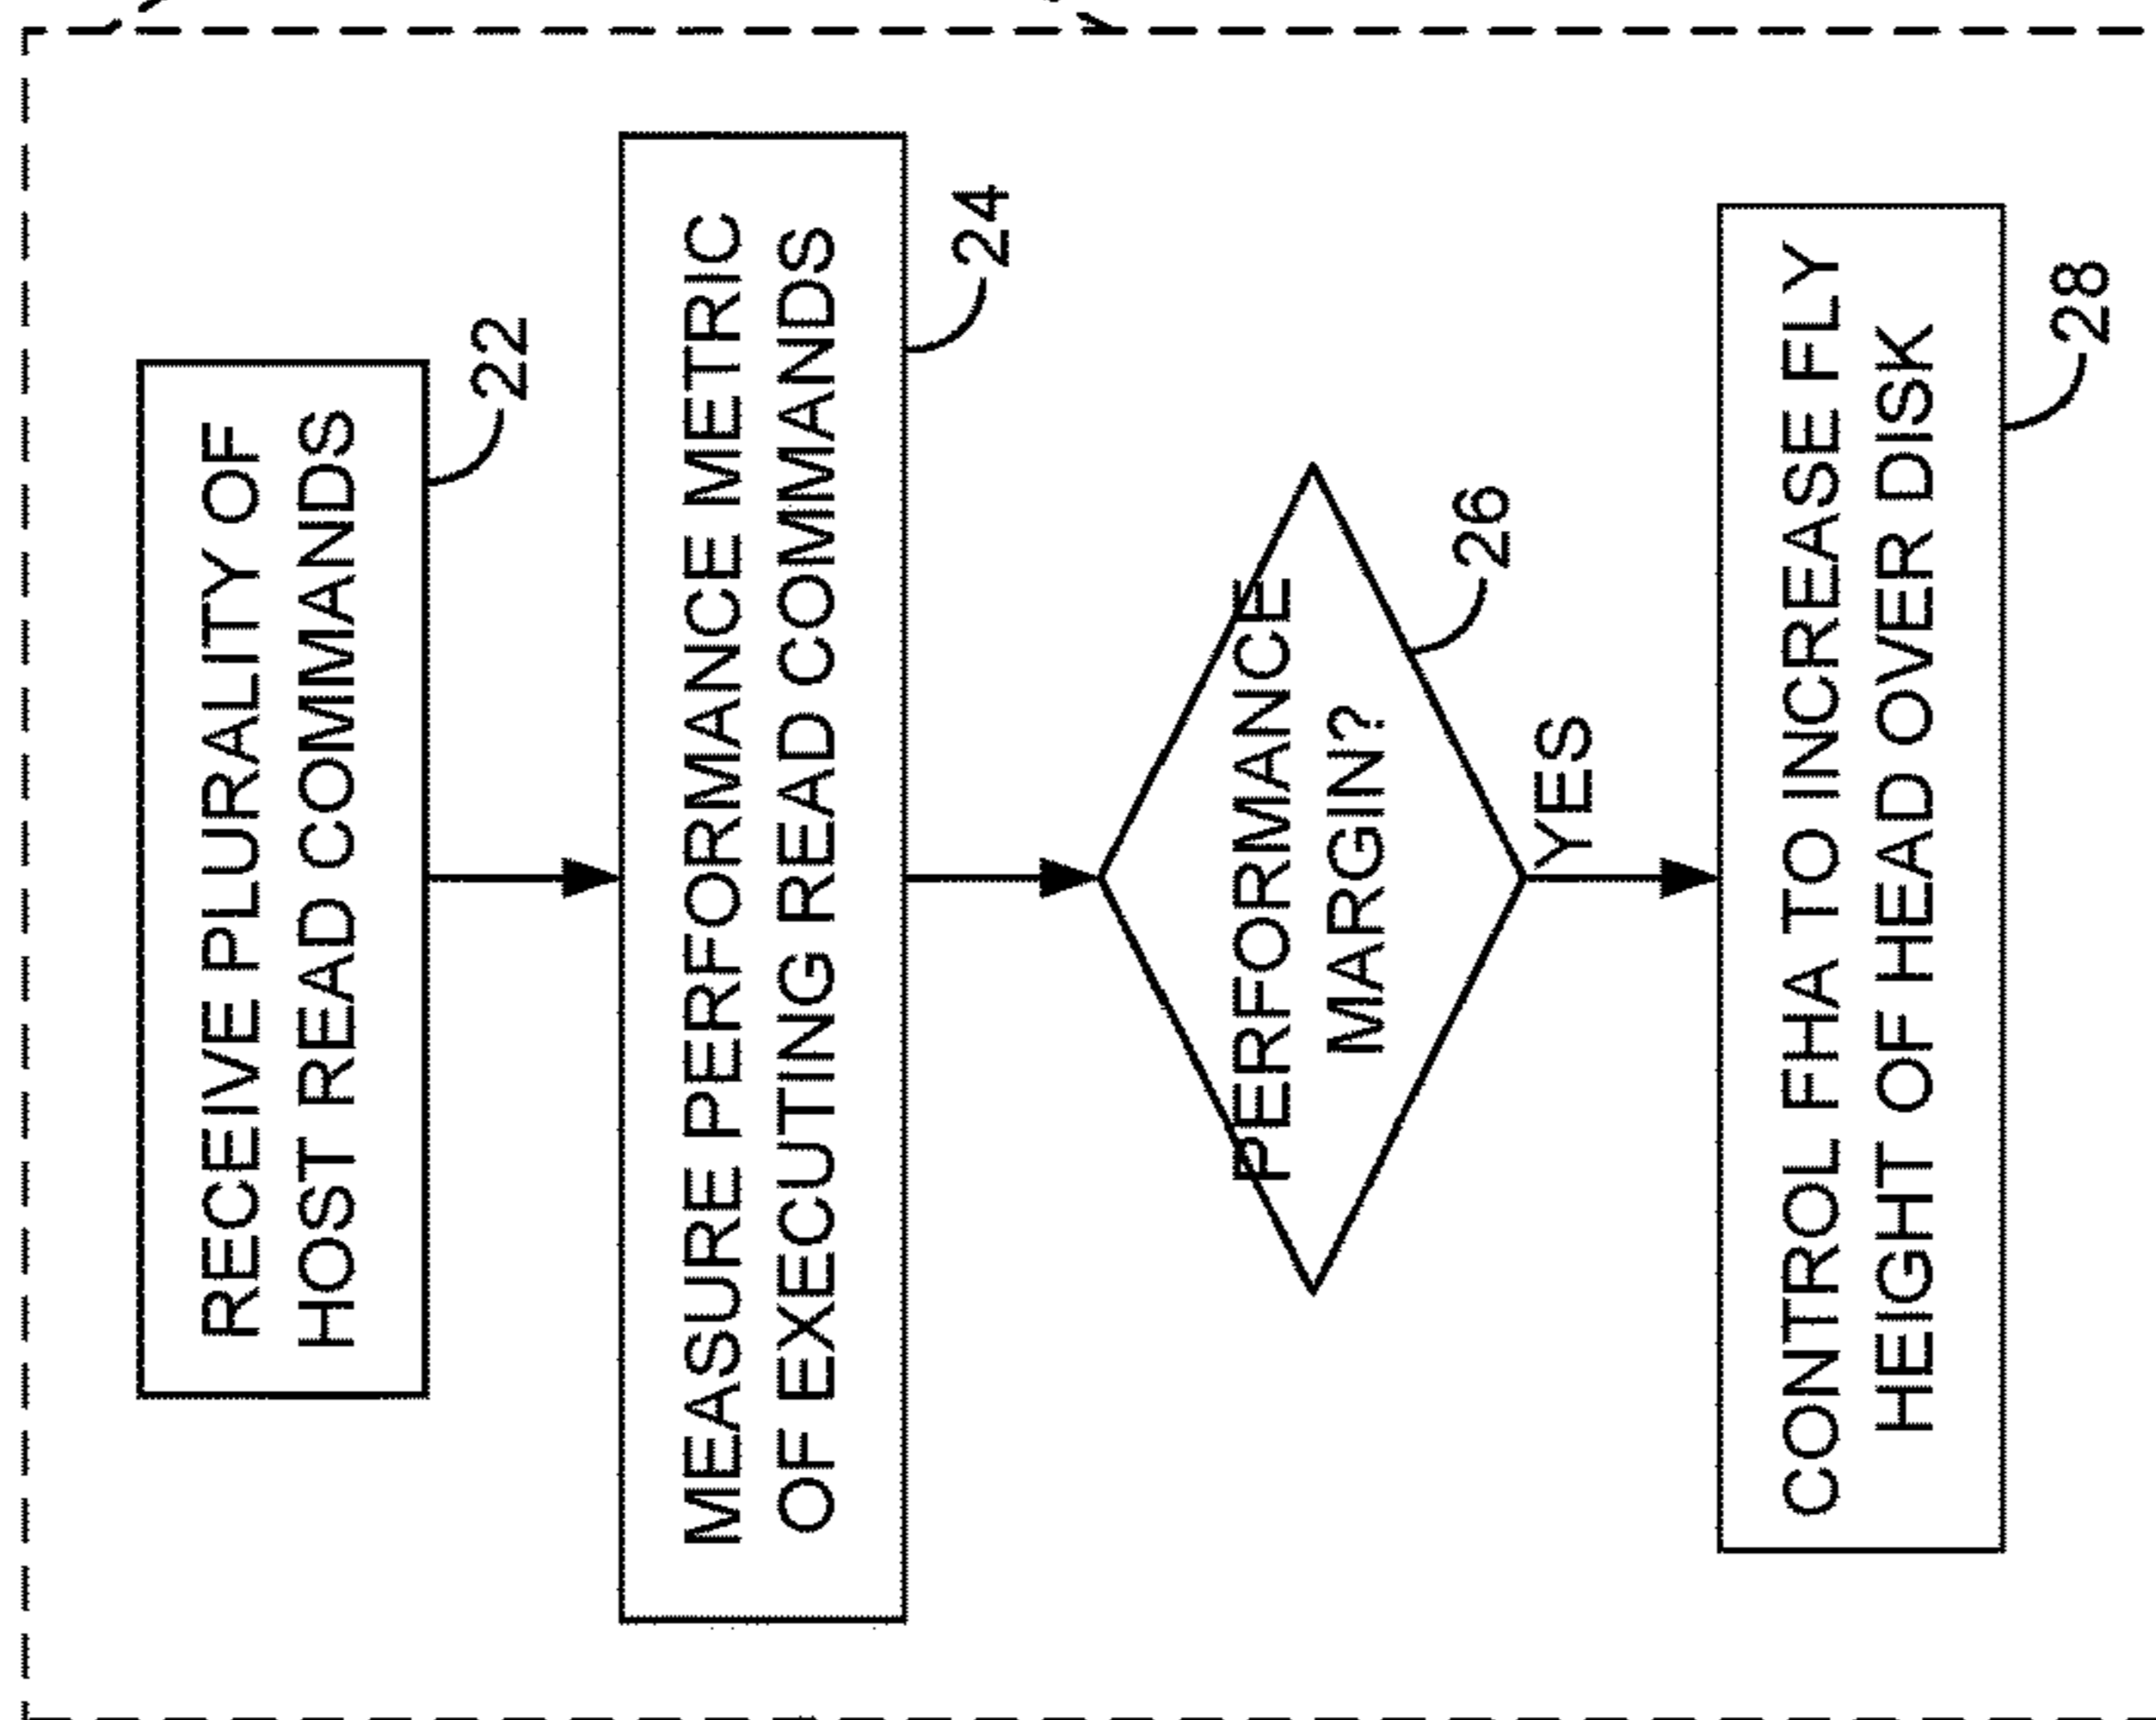 RECEIVE PLURALITY OF
HOST READ COMMANDS
22
MEASURE PERFORMANCE METRIC
OF EXECUTING READ COMMANDS
24
PERFORMANCE
MARGIN?
26
YES
CONTROL FHA TO INCREASE FLY
HEIGHT OF HEAD OVER DISK
28